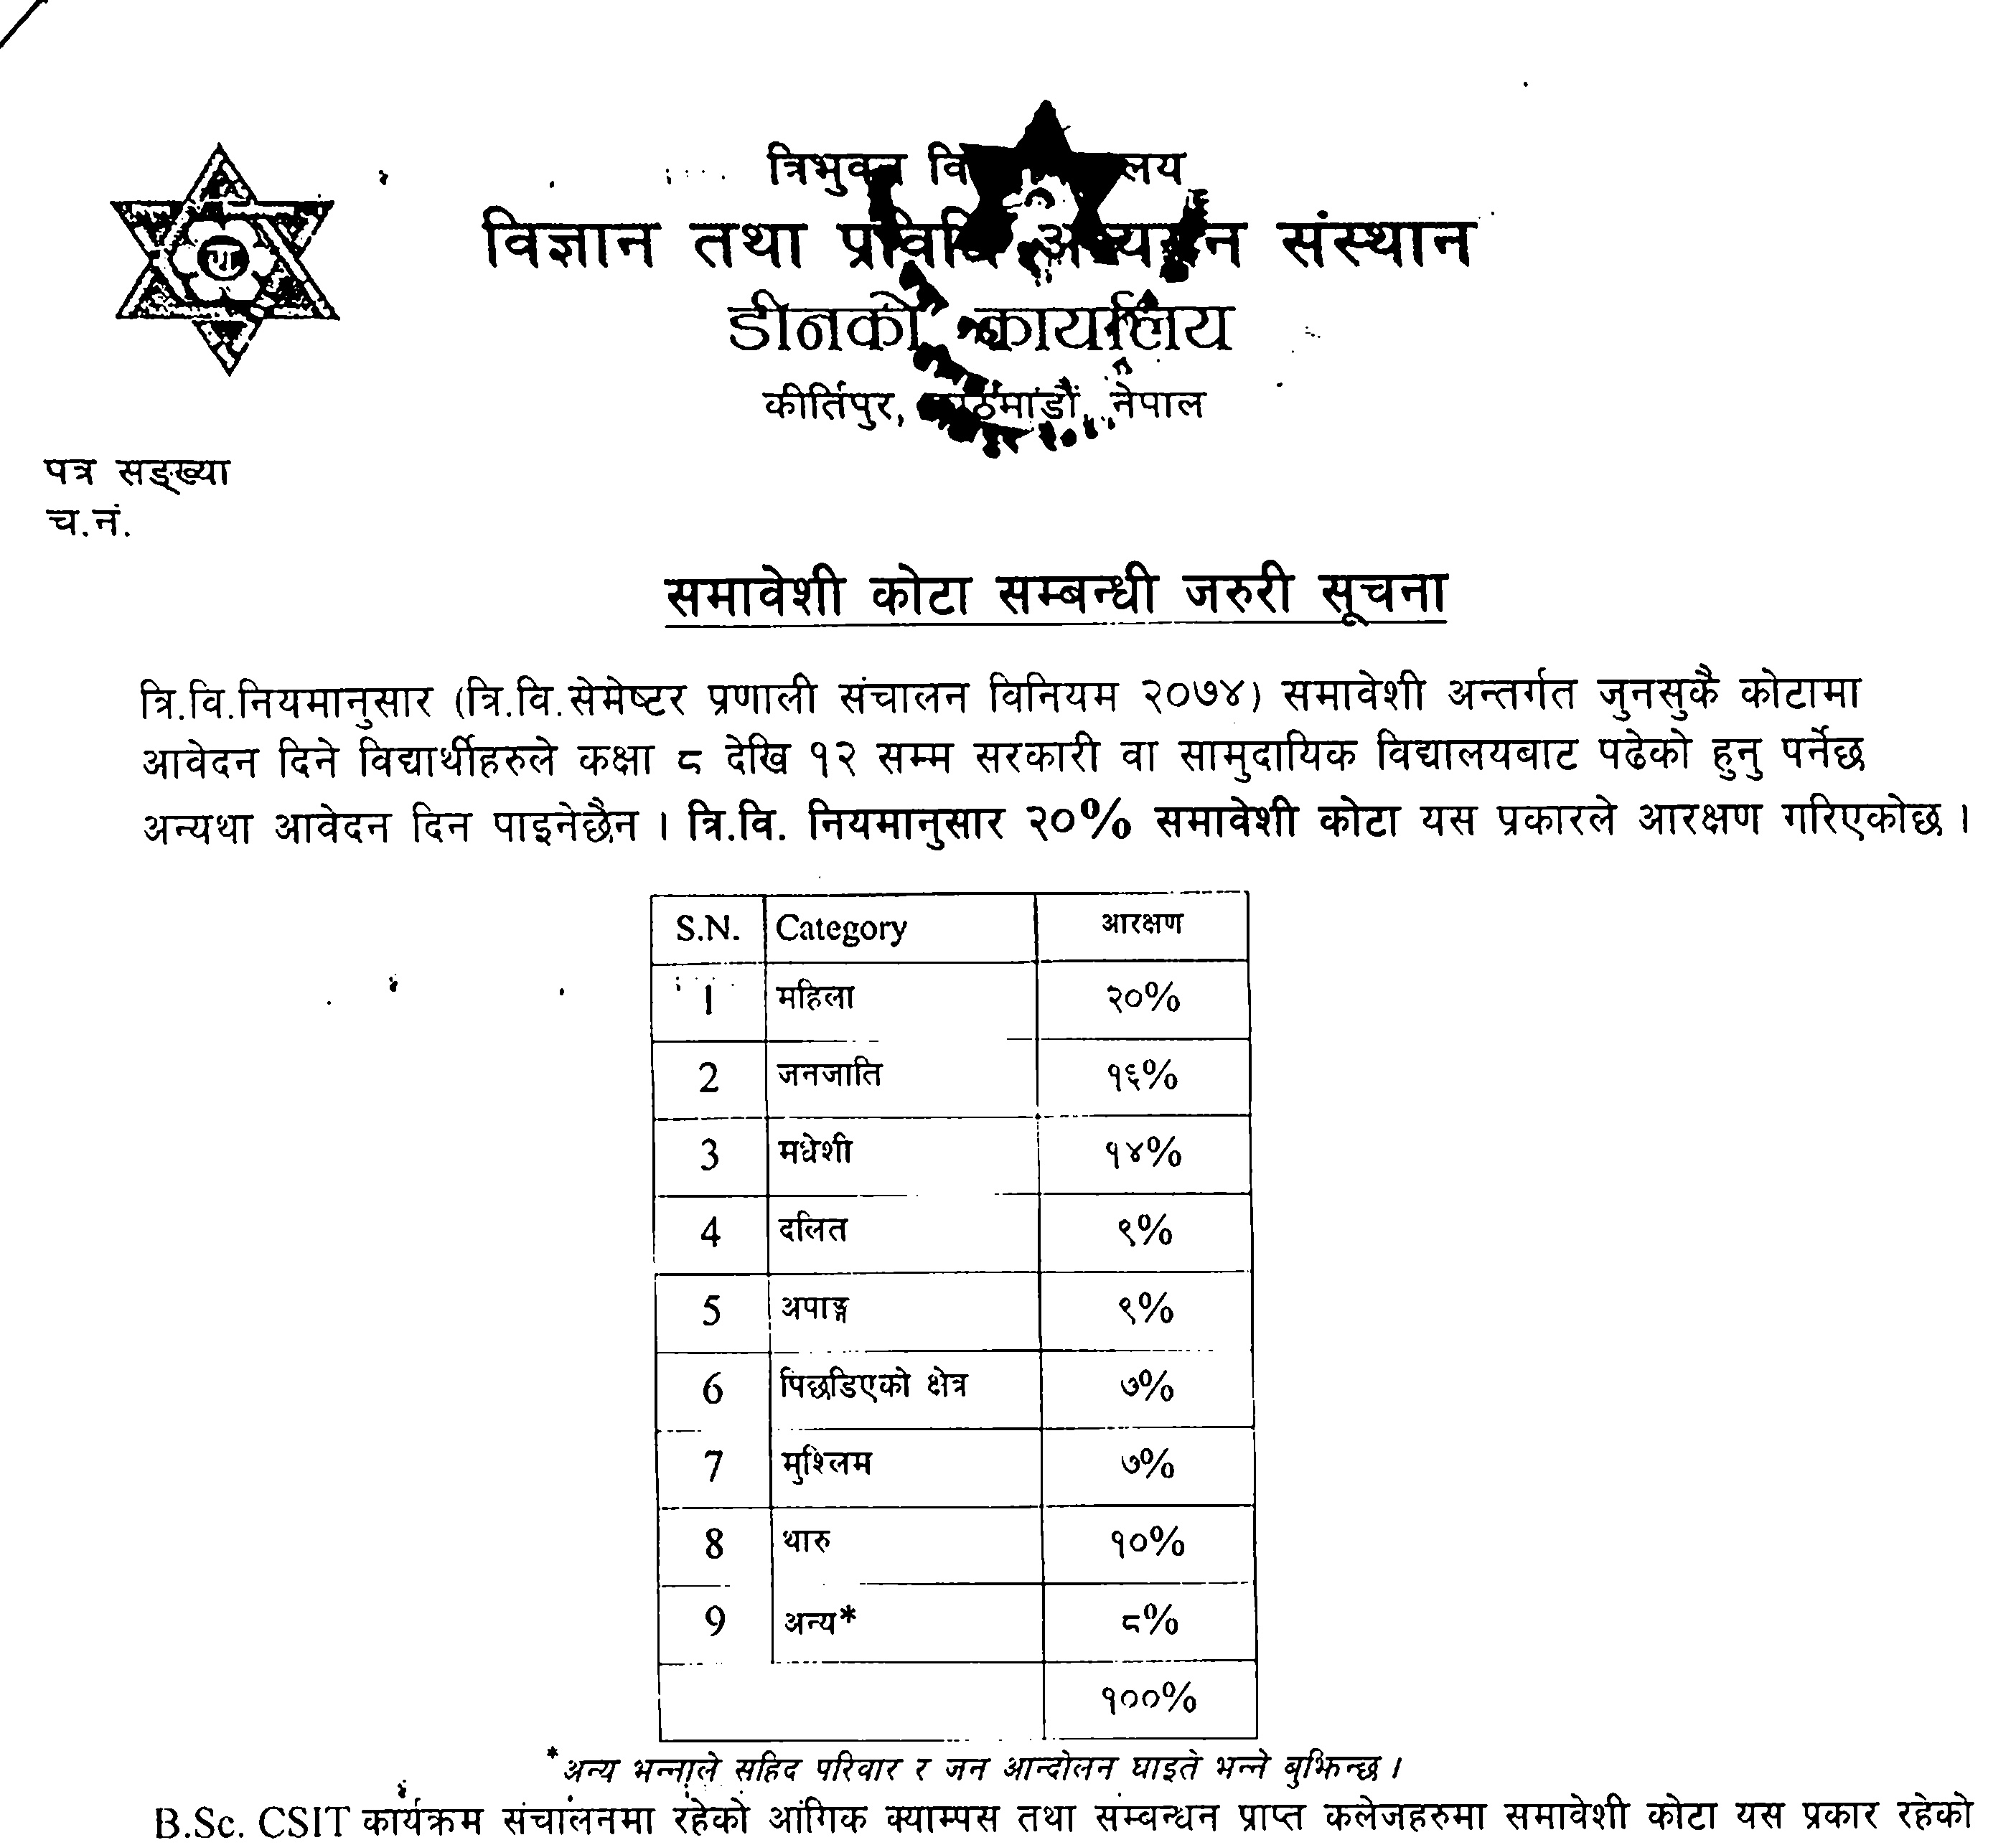 त्रिभुवन
विज्ञान तथा संस्थान
डीनको कार्यालय
कीर्तिपुर, काठमांडौं, नेपाल
पत्र सङ्ख्या
च.नं.
समावेशी कोटा सम्बन्धी जरुरी सूचना
त्रि.वि.नियमानुसार (त्रि.वि.सेमेष्टर प्रणाली संचालन विनियम २०७४) समावेशी अन्तर्गत जुनसुकै कोटामा
आवेदन दिने विद्यार्थीहरुले कक्षा ८ देखि १२ सम्म सरकारी वा सामुदायिक विद्यालयबाट पढेको हुनु पर्नेछ
अन्यथा आवेदन दिन पाइनेछैन । त्रि.वि. नियमानुसार २०% समावेशी कोटा यस प्रकारले आरक्षण गरिएकोछ ।
S.N. Category आरक्षण
1 महिला २०%
2 जनजाति १६%
3 मधेशी १४%
4 दलित ९%
5 अपाङ्ग ९%
6 पिछडिएको क्षेत्र ७%
7 मुश्लिम ७%
8 थारु १०%
9 अन्य* ८%
१००%
*अन्य भन्नाले सहिद परिवार र जन आन्दोलन घाइते भन्ने बुझिन्छ ।
B.Sc. CSIT कार्यक्रम संचालनमा रहेको आंगिक क्याम्पस तथा सम्बन्धन प्राप्त कलेजहरुमा समावेशी कोटा यस प्रकार रहेको